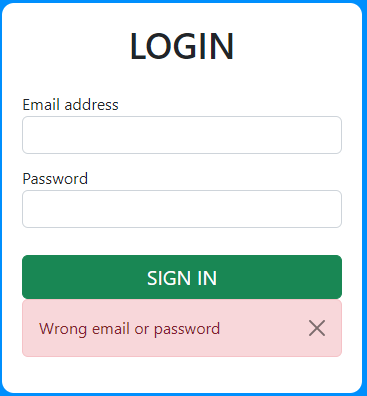 LOGIN
Email address
Password
SIGN IN
Wrong email or password